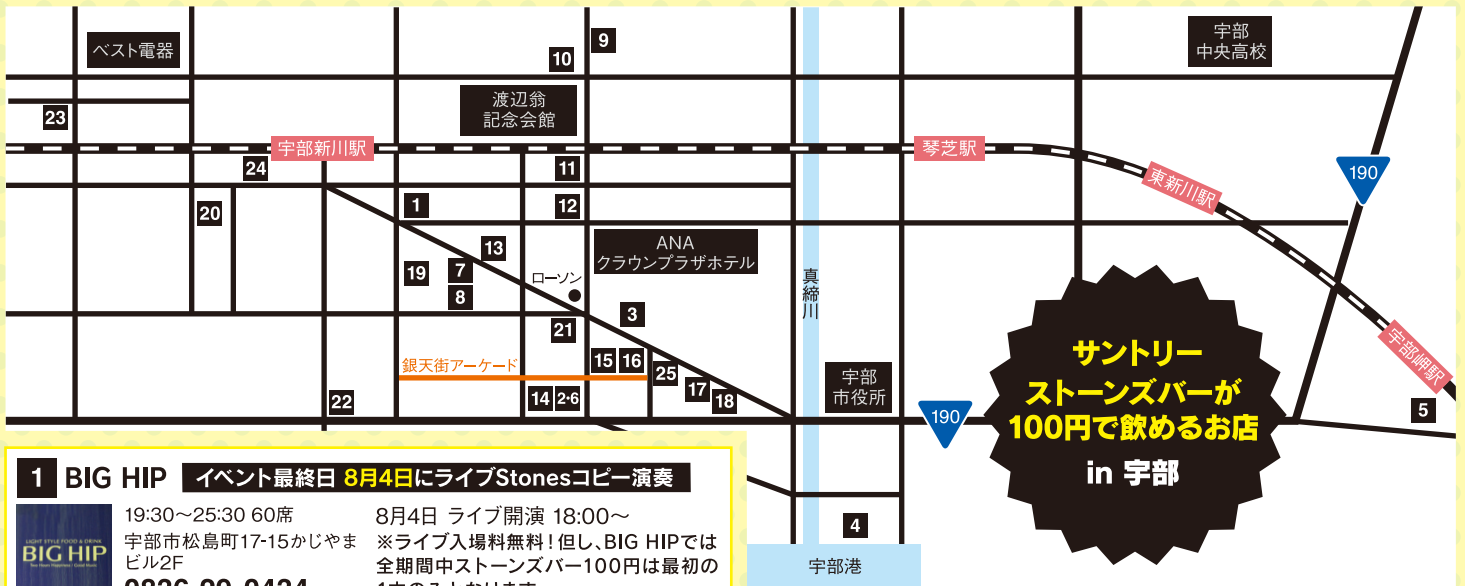 ベスト電器
9
10
宇部
中央高校
23
渡辺翁
記念会館
宇部新川駅
琴芝駅
24
11
東新川駅
190
20
1
12
13
ANA
クラウンプラザホテル
19
7
8
ローソン
真締川
3
21
宇部岬駅
銀天街アーケード
15
16
25
17
18
宇部
市役所
22
14
2・6
190
5
サントリー
ストーンズバーが
100円で飲めるお店
in 宇部
4
宇部港
1 BIG HIP イベント最終日 8月4日にライブStonesコピー演奏
LIGHT STYLE FOOD & DRINK
BIG HIP
19:30〜25:30 60席
宇部市松島町17-15かじやま
ビル2F
8月4日 ライブ開演 18:00〜
※ライブ入場料無料!但し、BIG HIPでは
全期間中ストーンズバー100円は最初の